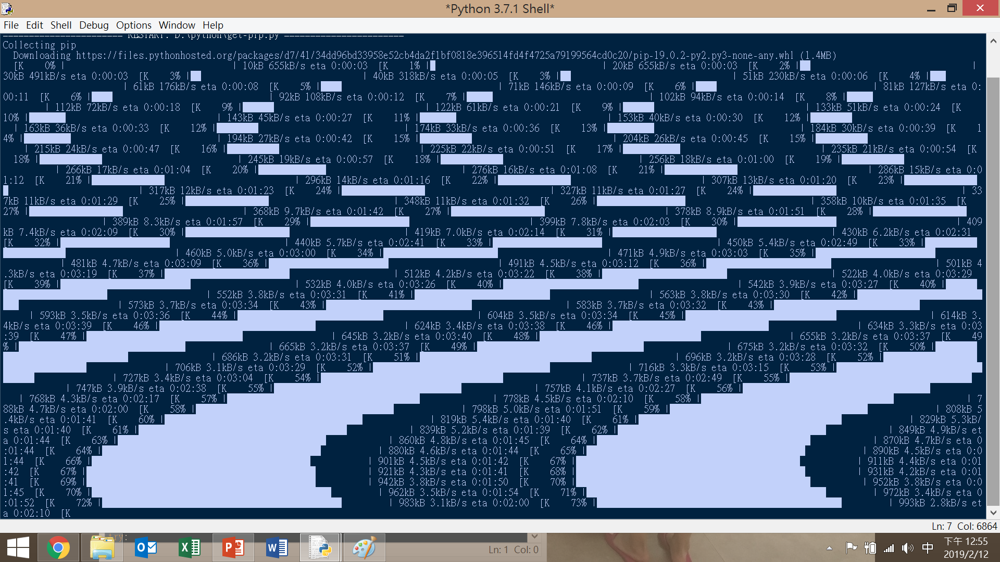 *Python 3.7.1 Shell*
File Edit Shell Debug Options Window Help
======================= RESTART: D:\python\get-pip.py =======================
Collecting pip
Downloading https://files.pythonhosted.org/packages/d7/41/34dd96bd33958e52cb4da2f1bf0818e396514fd4f4725a79199564cd0c20/pip-19.0.2-py2.py3-none-any.whl (1.4MB)
[K 0% | | 10kB 655kB/s eta 0:00:03 [K 1% |█ | 20kB 655kB/s eta 0:00:03 [K 2% |██ |
30kB 491kB/s eta 0:00:03 [K 3% |██ | 40kB 318kB/s eta 0:00:05 [K 3% |██ | 51kB 230kB/s eta 0:00:06 [K 4% |███
| 61kB 176kB/s eta 0:00:08 [K 5% |████ | 71kB 146kB/s eta 0:00:09 [K 6% |████ | 81kB 127kB/s eta 0:
00:11 [K 6% |████ | 92kB 108kB/s eta 0:00:12 [K 7% |█████ | 102kB 94kB/s eta 0:00:14 [K 8% |█████
| 112kB 72kB/s eta 0:00:18 [K 9% |██████ | 122kB 61kB/s eta 0:00:21 [K 9% |██████ | 133kB 51kB/s eta 0:00:24 [K
10% |███████ | 143kB 45kB/s eta 0:00:27 [K 11% |███████ | 153kB 40kB/s eta 0:00:30 [K 12% |████████
| 163kB 36kB/s eta 0:00:33 [K 12% |████████ | 174kB 33kB/s eta 0:00:36 [K 13% |█████████ | 184kB 30kB/s eta 0:00:39 [K 1
4% |█████████ | 194kB 27kB/s eta 0:00:42 [K 15% |██████████ | 204kB 26kB/s eta 0:00:45 [K 15% |██████████
| 215kB 24kB/s eta 0:00:47 [K 16% |██████████ | 225kB 22kB/s eta 0:00:51 [K 17% |███████████ | 235kB 21kB/s eta 0:00:54 [K
18% |████████████ | 245kB 19kB/s eta 0:00:57 [K 18% |████████████ | 256kB 18kB/s eta 0:01:00 [K 19% |████████████
| 266kB 17kB/s eta 0:01:04 [K 20% |█████████████ | 276kB 16kB/s eta 0:01:08 [K 21% |██████████████ | 286kB 15kB/s eta 0:0
1:12 [K 21% |██████████████ | 296kB 14kB/s eta 0:01:16 [K 22% |██████████████ | 307kB 13kB/s eta 0:01:20 [K 23% |██████████████
█ | 317kB 12kB/s eta 0:01:23 [K 24% |████████████████ | 327kB 11kB/s eta 0:01:27 [K 24% |████████████████ | 33
7kB 11kB/s eta 0:01:29 [K 25% |████████████████ | 348kB 11kB/s eta 0:01:32 [K 26% |█████████████████ | 358kB 10kB/s eta 0:01:35 [K
27% |██████████████████ | 368kB 9.7kB/s eta 0:01:42 [K 27% |██████████████████ | 378kB 8.9kB/s eta 0:01:51 [K 28% |██████████████████
| 389kB 8.3kB/s eta 0:01:57 [K 29% |███████████████████ | 399kB 7.8kB/s eta 0:02:03 [K 30% |███████████████████ | 409
kB 7.4kB/s eta 0:02:09 [K 30% |████████████████████ | 419kB 7.0kB/s eta 0:02:14 [K 31% |████████████████████ | 430kB 6.2kB/s eta 0:02:31
[K 32% |█████████████████████ | 440kB 5.7kB/s eta 0:02:41 [K 33% |█████████████████████ | 450kB 5.4kB/s eta 0:02:49 [K 33% |██████████
████████████ | 460kB 5.0kB/s eta 0:03:00 [K 34% |██████████████████████ | 471kB 4.9kB/s eta 0:03:03 [K 35% |███████████████████████
| 481kB 4.7kB/s eta 0:03:09 [K 36% |███████████████████████ | 491kB 4.5kB/s eta 0:03:12 [K 36% |████████████████████████ | 501kB 4
.3kB/s eta 0:03:19 [K 37% |████████████████████████ | 512kB 4.2kB/s eta 0:03:22 [K 38% |████████████████████████ | 522kB 4.0kB/s eta 0:03:29
[K 39% |█████████████████████████ | 532kB 4.0kB/s eta 0:03:26 [K 40% |██████████████████████████ | 542kB 3.9kB/s eta 0:03:27 [K 40% |██████
████████████████████ | 552kB 3.8kB/s eta 0:03:31 [K 41% |██████████████████████████ | 563kB 3.8kB/s eta 0:03:30 [K 42% |████████████████████████
███ | 573kB 3.7kB/s eta 0:03:34 [K 43% |████████████████████████████ | 583kB 3.7kB/s eta 0:03:32 [K 43% |████████████████████████████
| 593kB 3.5kB/s eta 0:03:36 [K 44% |████████████████████████████ | 604kB 3.5kB/s eta 0:03:34 [K 45% |█████████████████████████████ | 614kB 3.
4kB/s eta 0:03:39 [K 46% |██████████████████████████████ | 624kB 3.4kB/s eta 0:03:38 [K 46% |██████████████████████████████ | 634kB 3.3kB/s eta 0:03
:39 [K 47% |██████████████████████████████ | 645kB 3.2kB/s eta 0:03:40 [K 48% |███████████████████████████████ | 655kB 3.2kB/s eta 0:03:37 [K 49
% |████████████████████████████████ | 665kB 3.2kB/s eta 0:03:37 [K 49% |████████████████████████████████ | 675kB 3.2kB/s eta 0:03:32 [K 50% |████████
████████████████████████ | 686kB 3.2kB/s eta 0:03:31 [K 51% |█████████████████████████████████ | 696kB 3.2kB/s eta 0:03:28 [K 52% |██████████████████
████████████████ | 706kB 3.1kB/s eta 0:03:29 [K 52% |██████████████████████████████████ | 716kB 3.3kB/s eta 0:03:15 [K 53% |████████████████████████████
██████ | 727kB 3.4kB/s eta 0:03:04 [K 54% |███████████████████████████████████ | 737kB 3.7kB/s eta 0:02:49 [K 55% |███████████████████████████████████
| 747kB 3.9kB/s eta 0:02:38 [K 55% |████████████████████████████████████ | 757kB 4.1kB/s eta 0:02:27 [K 56% |████████████████████████████████████
| 768kB 4.3kB/s eta 0:02:17 [K 57% |█████████████████████████████████████ | 778kB 4.5kB/s eta 0:02:10 [K 58% |█████████████████████████████████████ | 7
88kB 4.7kB/s eta 0:02:00 [K 58% |██████████████████████████████████████ | 798kB 5.0kB/s eta 0:01:51 [K 59% |██████████████████████████████████████ | 808kB 5
.4kB/s eta 0:01:41 [K 60% |██████████████████████████████████████ | 819kB 5.4kB/s eta 0:01:40 [K 61% |███████████████████████████████████████ | 829kB 5.3kB/
s eta 0:01:40 [K 61% |████████████████████████████████████████ | 839kB 5.2kB/s eta 0:01:39 [K 62% |████████████████████████████████████████ | 849kB 4.9kB/s et
a 0:01:44 [K 63% |████████████████████████████████████████ | 860kB 4.8kB/s eta 0:01:45 [K 64% |█████████████████████████████████████████ | 870kB 4.7kB/s eta 0
:01:44 [K 64% |██████████████████████████████████████████ | 880kB 4.6kB/s eta 0:01:44 [K 65% |██████████████████████████████████████████ | 890kB 4.5kB/s eta 0:0
1:44 [K 66% |██████████████████████████████████████████ | 901kB 4.5kB/s eta 0:01:42 [K 67% |███████████████████████████████████████████ | 911kB 4.4kB/s eta 0:01
:42 [K 67% |████████████████████████████████████████████ | 921kB 4.3kB/s eta 0:01:41 [K 68% |████████████████████████████████████████████ | 931kB 4.2kB/s eta 0:01
:41 [K 69% |████████████████████████████████████████████ | 942kB 3.8kB/s eta 0:01:50 [K 70% |█████████████████████████████████████████████ | 952kB 3.8kB/s eta 0:0
1:45 [K 70% |██████████████████████████████████████████████ | 962kB 3.5kB/s eta 0:01:54 [K 71% |██████████████████████████████████████████████ | 972kB 3.4kB/s eta 0
:01:52 [K 72% |██████████████████████████████████████████████ | 983kB 3.1kB/s eta 0:02:00 [K 73% |███████████████████████████████████████████████ | 993kB 2.8kB/s et
a 0:02:10 [K
Ln: 7 Col: 6864
try:
Ln: 1 Col: 0
中
下午 12:55
2019/2/12